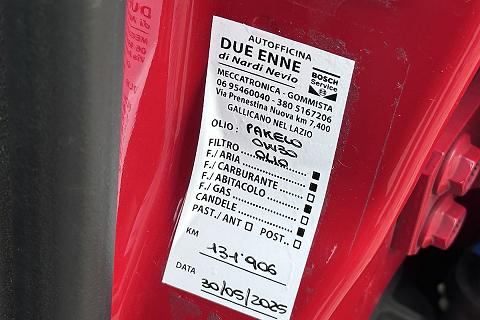 AUTOFFICINA
DUE ENNE
di Nardi Nevio
BOSCH
Service
MECCATRONICA - GOMMISTA
06 95460040 - 380 5167206
Via Prenestina Nuova km 7,400
GALLICANO NEL LAZIO
OLIO : PAKELO
0W30
FILTRO OLIO
F./ARIA
F./CARBURANTE
F./ABITACOLO
F./GAS
CANDELE
PAST./ANT POST.
KM 131.906
DATA 30/05/2025